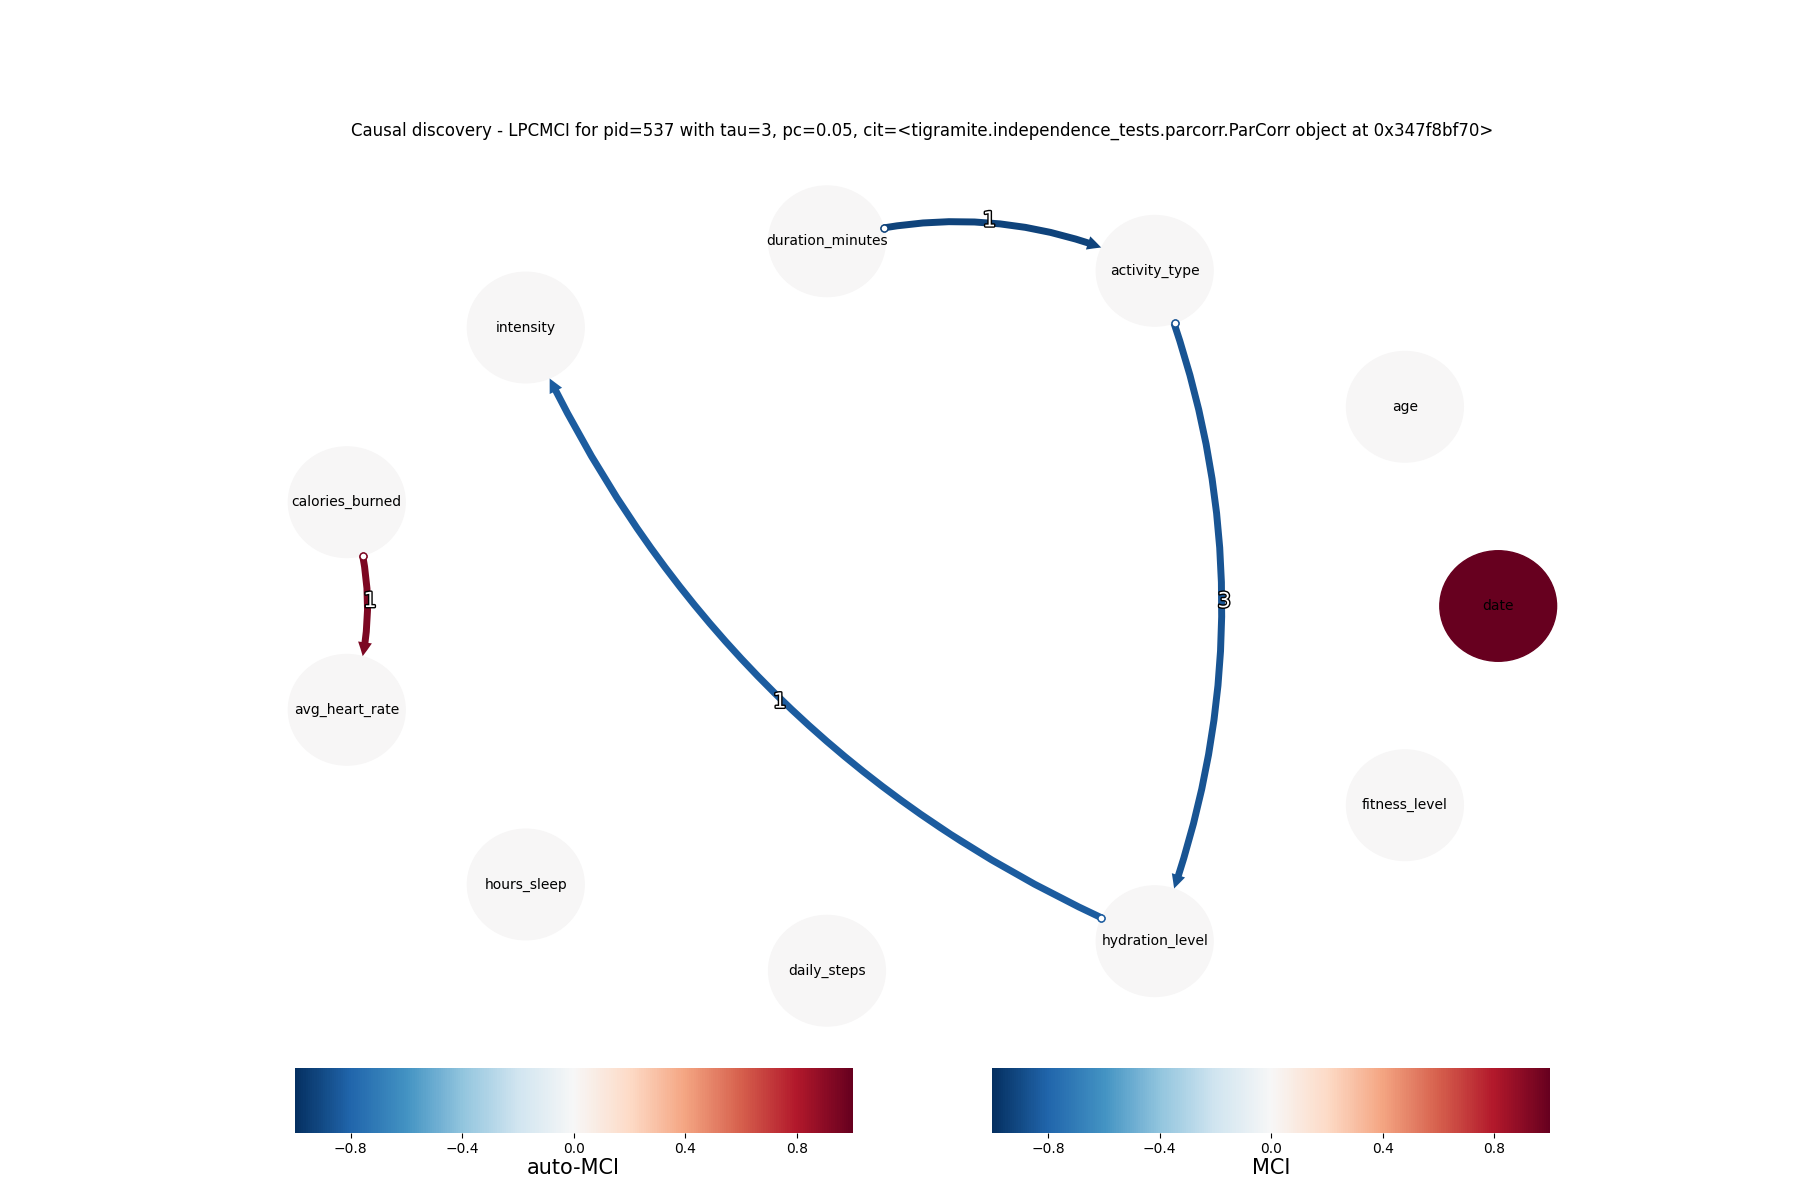 Causal discovery - LPCMCI for pid=537 with tau=3, pc=0.05, cit=<tigramite.independence_tests.parcorr.ParCorr object at 0x347f8bf70>
1
duration_minutes
activity_type
intensity
age
calories_burned
1
3
date
avg_heart_rate
1
fitness_level
hours_sleep
hydration_level
daily_steps
−0.8 −0.4 0.0 0.4 0.8
auto-MCI
−0.8 −0.4 0.0 0.4 0.8
MCI